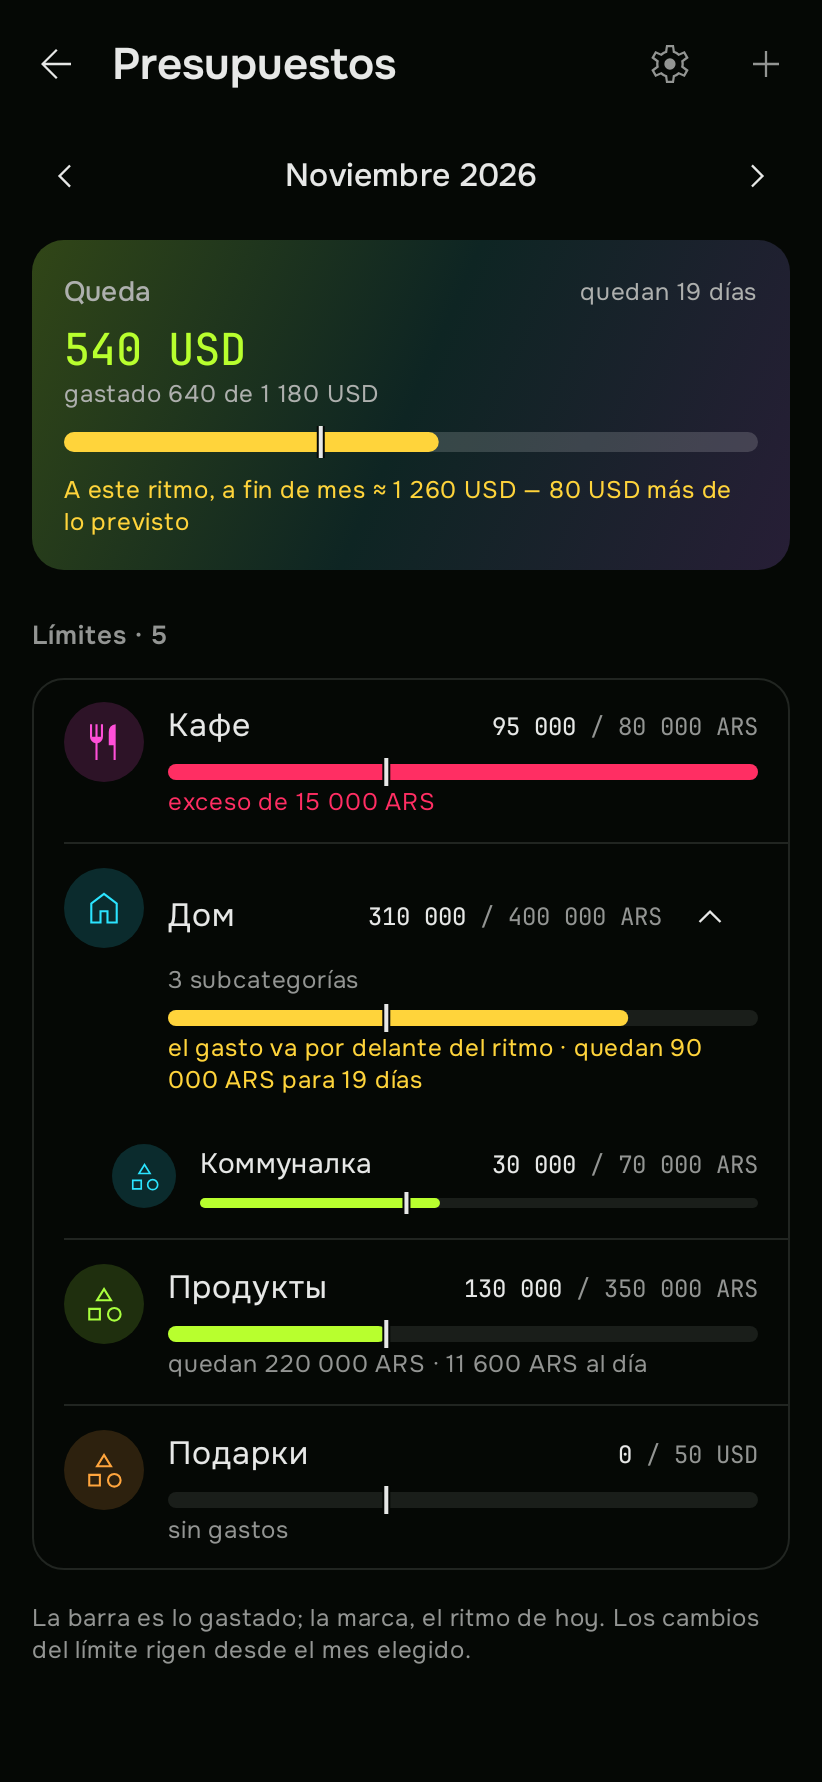 Presupuestos
Noviembre 2026
Queda
quedan 19 días
540 USD
gastado 640 de 1 180 USD
A este ritmo, a fin de mes ≈ 1 260 USD — 80 USD más de
lo previsto
Límites · 5
Кафе
95 000 / 80 000 ARS
exceso de 15 000 ARS
Дом
310 000 / 400 000 ARS
3 subcategorías
el gasto va por delante del ritmo · quedan 90
000 ARS para 19 días
Коммуналка
30 000 / 70 000 ARS
Продукты
130 000 / 350 000 ARS
quedan 220 000 ARS · 11 600 ARS al día
Подарки
0 / 50 USD
sin gastos
La barra es lo gastado; la marca, el ritmo de hoy. Los cambios
del límite rigen desde el mes elegido.